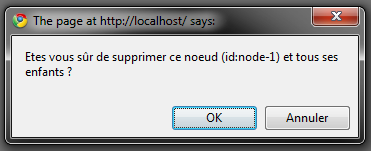 The page at http://localhost/ says:
Etes vous sûr de supprimer ce noeud (id:node-1) et tous ses
enfants ?
OK
Annuler